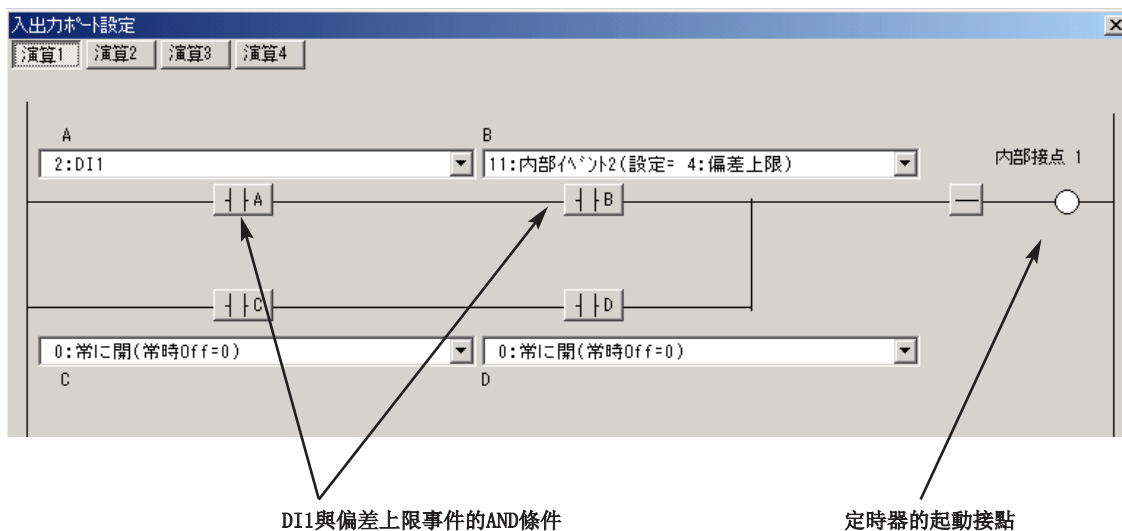 入出力ﾎﾟｰﾄ設定
演算1 演算2 演算3 演算4
A B
2:DI1 11:内部ｲﾍﾞﾝﾄ2(設定= 4:偏差上限) 内部接点 1
A B
C D
0:常に開(常時Off=0) 0:常に開(常時Off=0)
C D
DI1與偏差上限事件的AND條件 定時器的起動接點